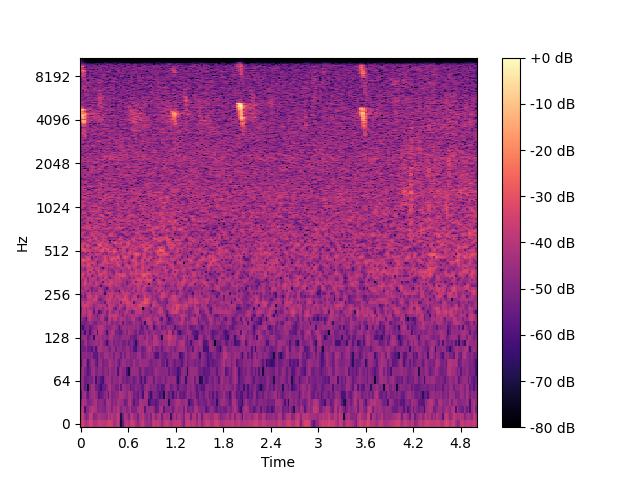 +0 dB
8192
-10 dB
4096
-20 dB
2048
-30 dB
1024
Hz
512
-40 dB
-50 dB
256
128
-60 dB
64
-70 dB
0
-80 dB
0 0.6 1.2 1.8 2.4 3 3.6 4.2 4.8
Time